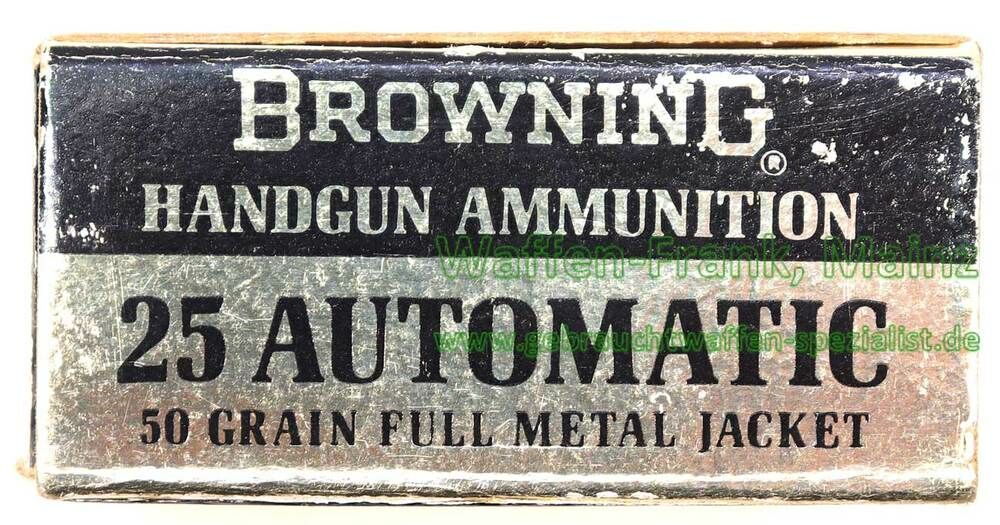 BROWNING®
HANDGUN AMMUNITION
Waffen-Frank, Mainz
25 AUTOMATIC
www.gebrauchtwaffen-spezialist.de
50 GRAIN FULL METAL JACKET